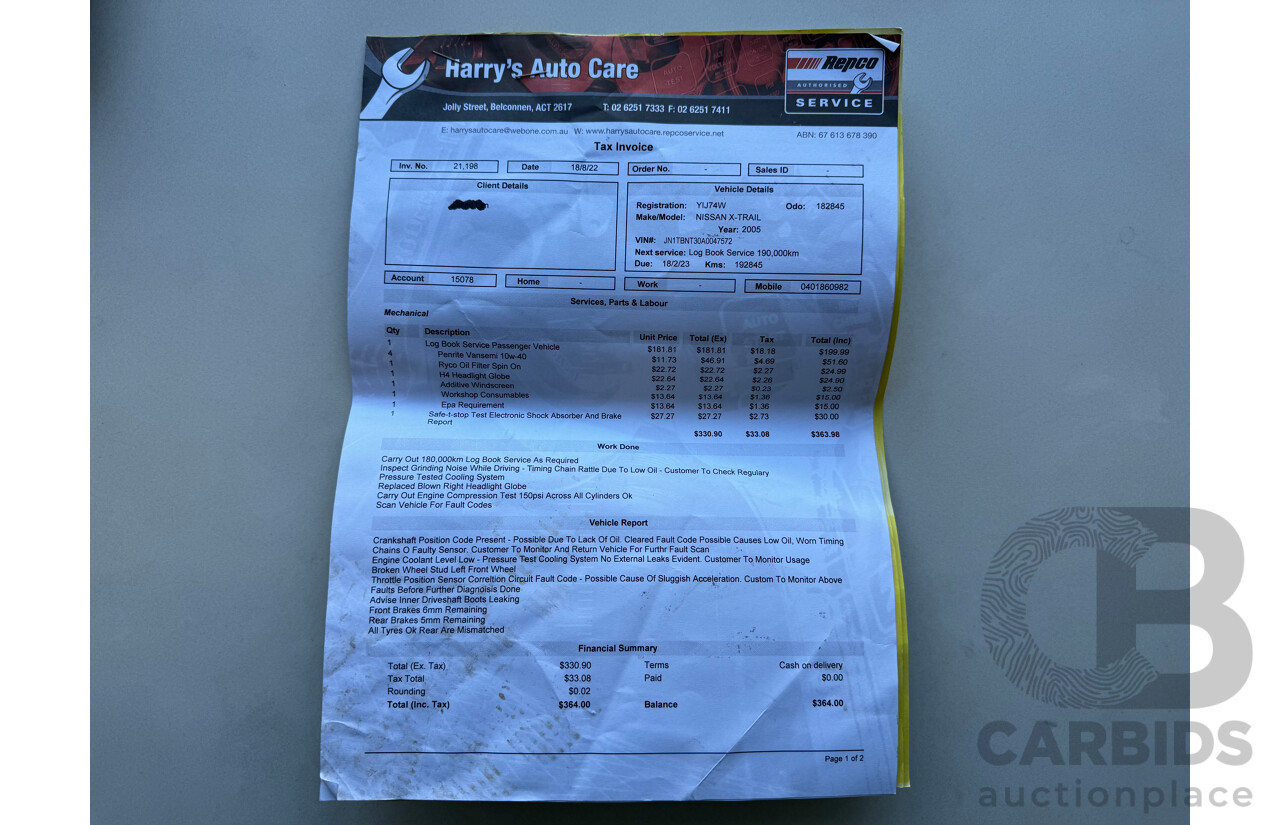 Harry's Auto Care
Repco
AUTHORISED
SERVICE
Jolly Street, Belconnen, ACT 2617 T: 02 6251 7333 F: 02 6251 7411
E: harrysautocare@webone.com.au W: www.harrysautocare.repcoservice.net
ABN: 67 613 678 390
Tax Invoice
Inv. No. 21,198 Date 18/8/22 Order No. - Sales ID -
Client Details
Vehicle Details
Registration: YIJ74W Odo: 182845
Make/Model: NISSAN X-TRAIL
Year: 2005
VIN#: JN1TBNT30A0047572
Next service: Log Book Service 190,000km
Due: 18/2/23 Kms: 192845
Account 15078 Home - Work - Mobile 0401860982
Services, Parts & Labour
Mechanical
Qty Description Unit Price Total (Ex) Tax Total (Inc)
1 Log Book Service Passenger Vehicle $181.81 $181.81 $18.18 $199.99
4 Penrite Vansemi 10w-40 $11.73 $46.91 $4.69 $51.60
1 Ryco Oil Filter Spin On $22.72 $22.72 $2.27 $24.99
1 H4 Headlight Globe $22.64 $22.64 $2.26 $24.90
1 Additive Windscreen $2.27 $2.27 $0.23 $2.50
1 Workshop Consumables $13.64 $13.64 $1.36 $15.00
1 Epa Requirement $13.64 $13.64 $1.36 $15.00
1 Safe-t-stop Test Electronic Shock Absorber And Brake $27.27 $27.27 $2.73 $30.00
Report
$330.90 $33.08 $363.98
Work Done
Carry Out 180,000km Log Book Service As Required
Inspect Grinding Noise While Driving - Timing Chain Rattle Due To Low Oil - Customer To Check Regulary
Pressure Tested Cooling System
Replaced Blown Right Headlight Globe
Carry Out Engine Compression Test 150psi Across All Cylinders Ok
Scan Vehicle For Fault Codes
Vehicle Report
Crankshaft Position Code Present - Possible Due To Lack Of Oil. Cleared Fault Code Possible Causes Low Oil, Worn Timing
Chains O Faulty Sensor. Customer To Monitor And Return Vehicle For Furthr Fault Scan
Engine Coolant Level Low - Pressure Test Cooling System No External Leaks Evident. Customer To Monitor Usage
Broken Wheel Stud Left Front Wheel
Throttle Position Sensor Correltion Circuit Fault Code - Possible Cause Of Sluggish Acceleration. Custom To Monitor Above
Faults Before Further Diagnoisis Done
Advise Inner Driveshaft Boots Leaking
Front Brakes 6mm Remaining
Rear Brakes 5mm Remaining
All Tyres Ok Rear Are Mismatched
Financial Summary
Total (Ex. Tax) $330.90 Terms Cash on delivery
Tax Total $33.08 Paid $0.00
Rounding $0.02
Total (Inc. Tax) $364.00 Balance $364.00
Page 1 of 2
CB
CARBIDS
auctionplace